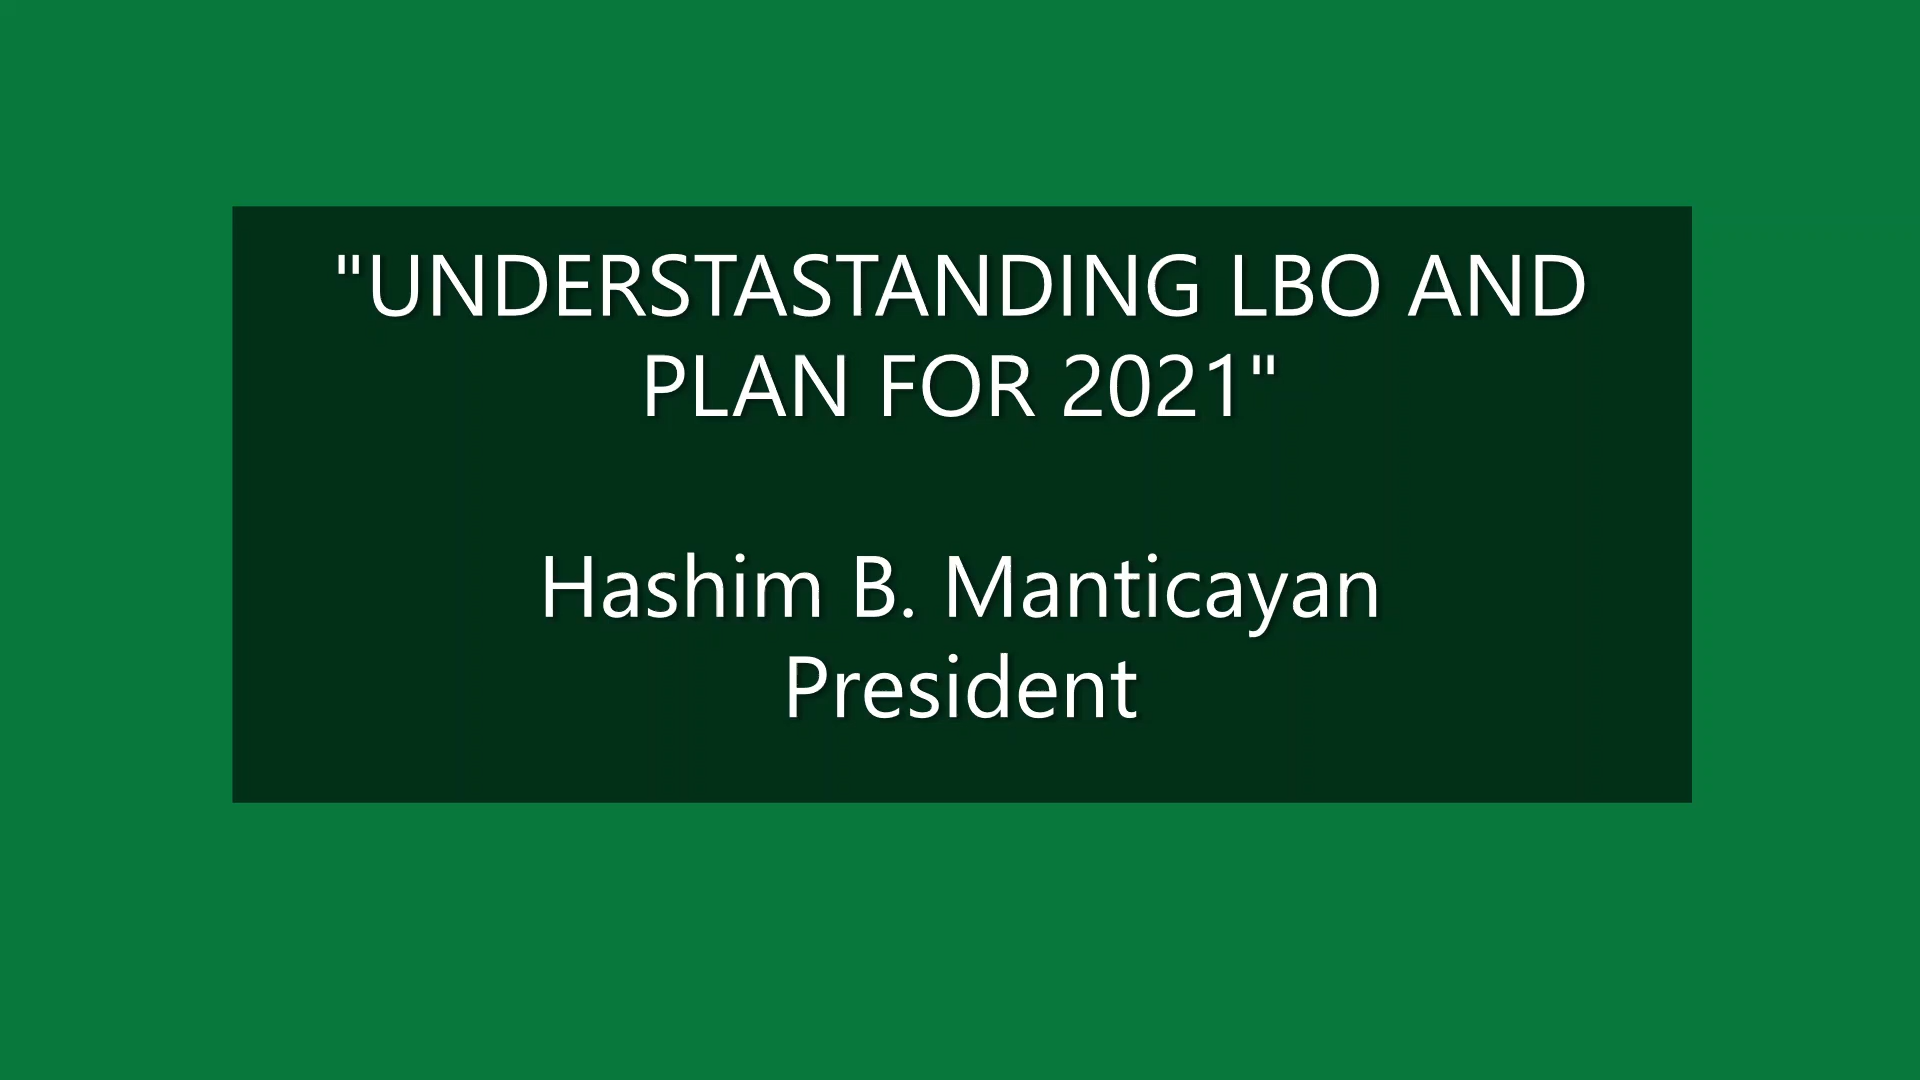 "UNDERSTASTANDING LBO AND
PLAN FOR 2021"
Hashim B. Manticayan
President